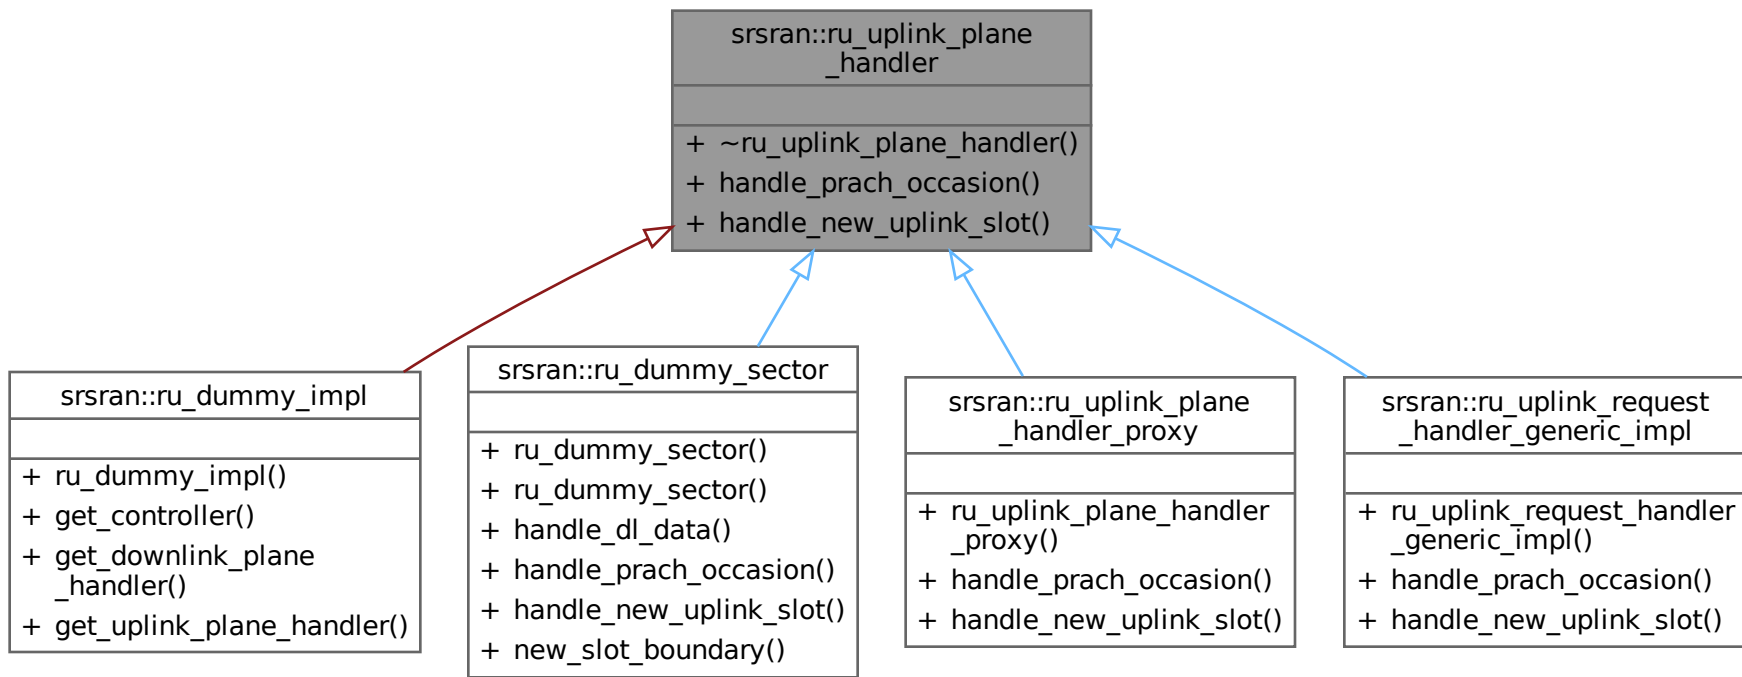 srsran::ru_uplink_plane
_handler
+ ~ru_uplink_plane_handler()
+ handle_prach_occasion()
+ handle_new_uplink_slot()
srsran::ru_dummy_impl
+ ru_dummy_impl()
+ get_controller()
+ get_downlink_plane
_handler()
+ get_uplink_plane_handler()
srsran::ru_dummy_sector
+ ru_dummy_sector()
+ ru_dummy_sector()
+ handle_dl_data()
+ handle_prach_occasion()
+ handle_new_uplink_slot()
+ new_slot_boundary()
srsran::ru_uplink_plane
_handler_proxy
+ ru_uplink_plane_handler
_proxy()
+ handle_prach_occasion()
+ handle_new_uplink_slot()
srsran::ru_uplink_request
_handler_generic_impl
+ ru_uplink_request_handler
_generic_impl()
+ handle_prach_occasion()
+ handle_new_uplink_slot()